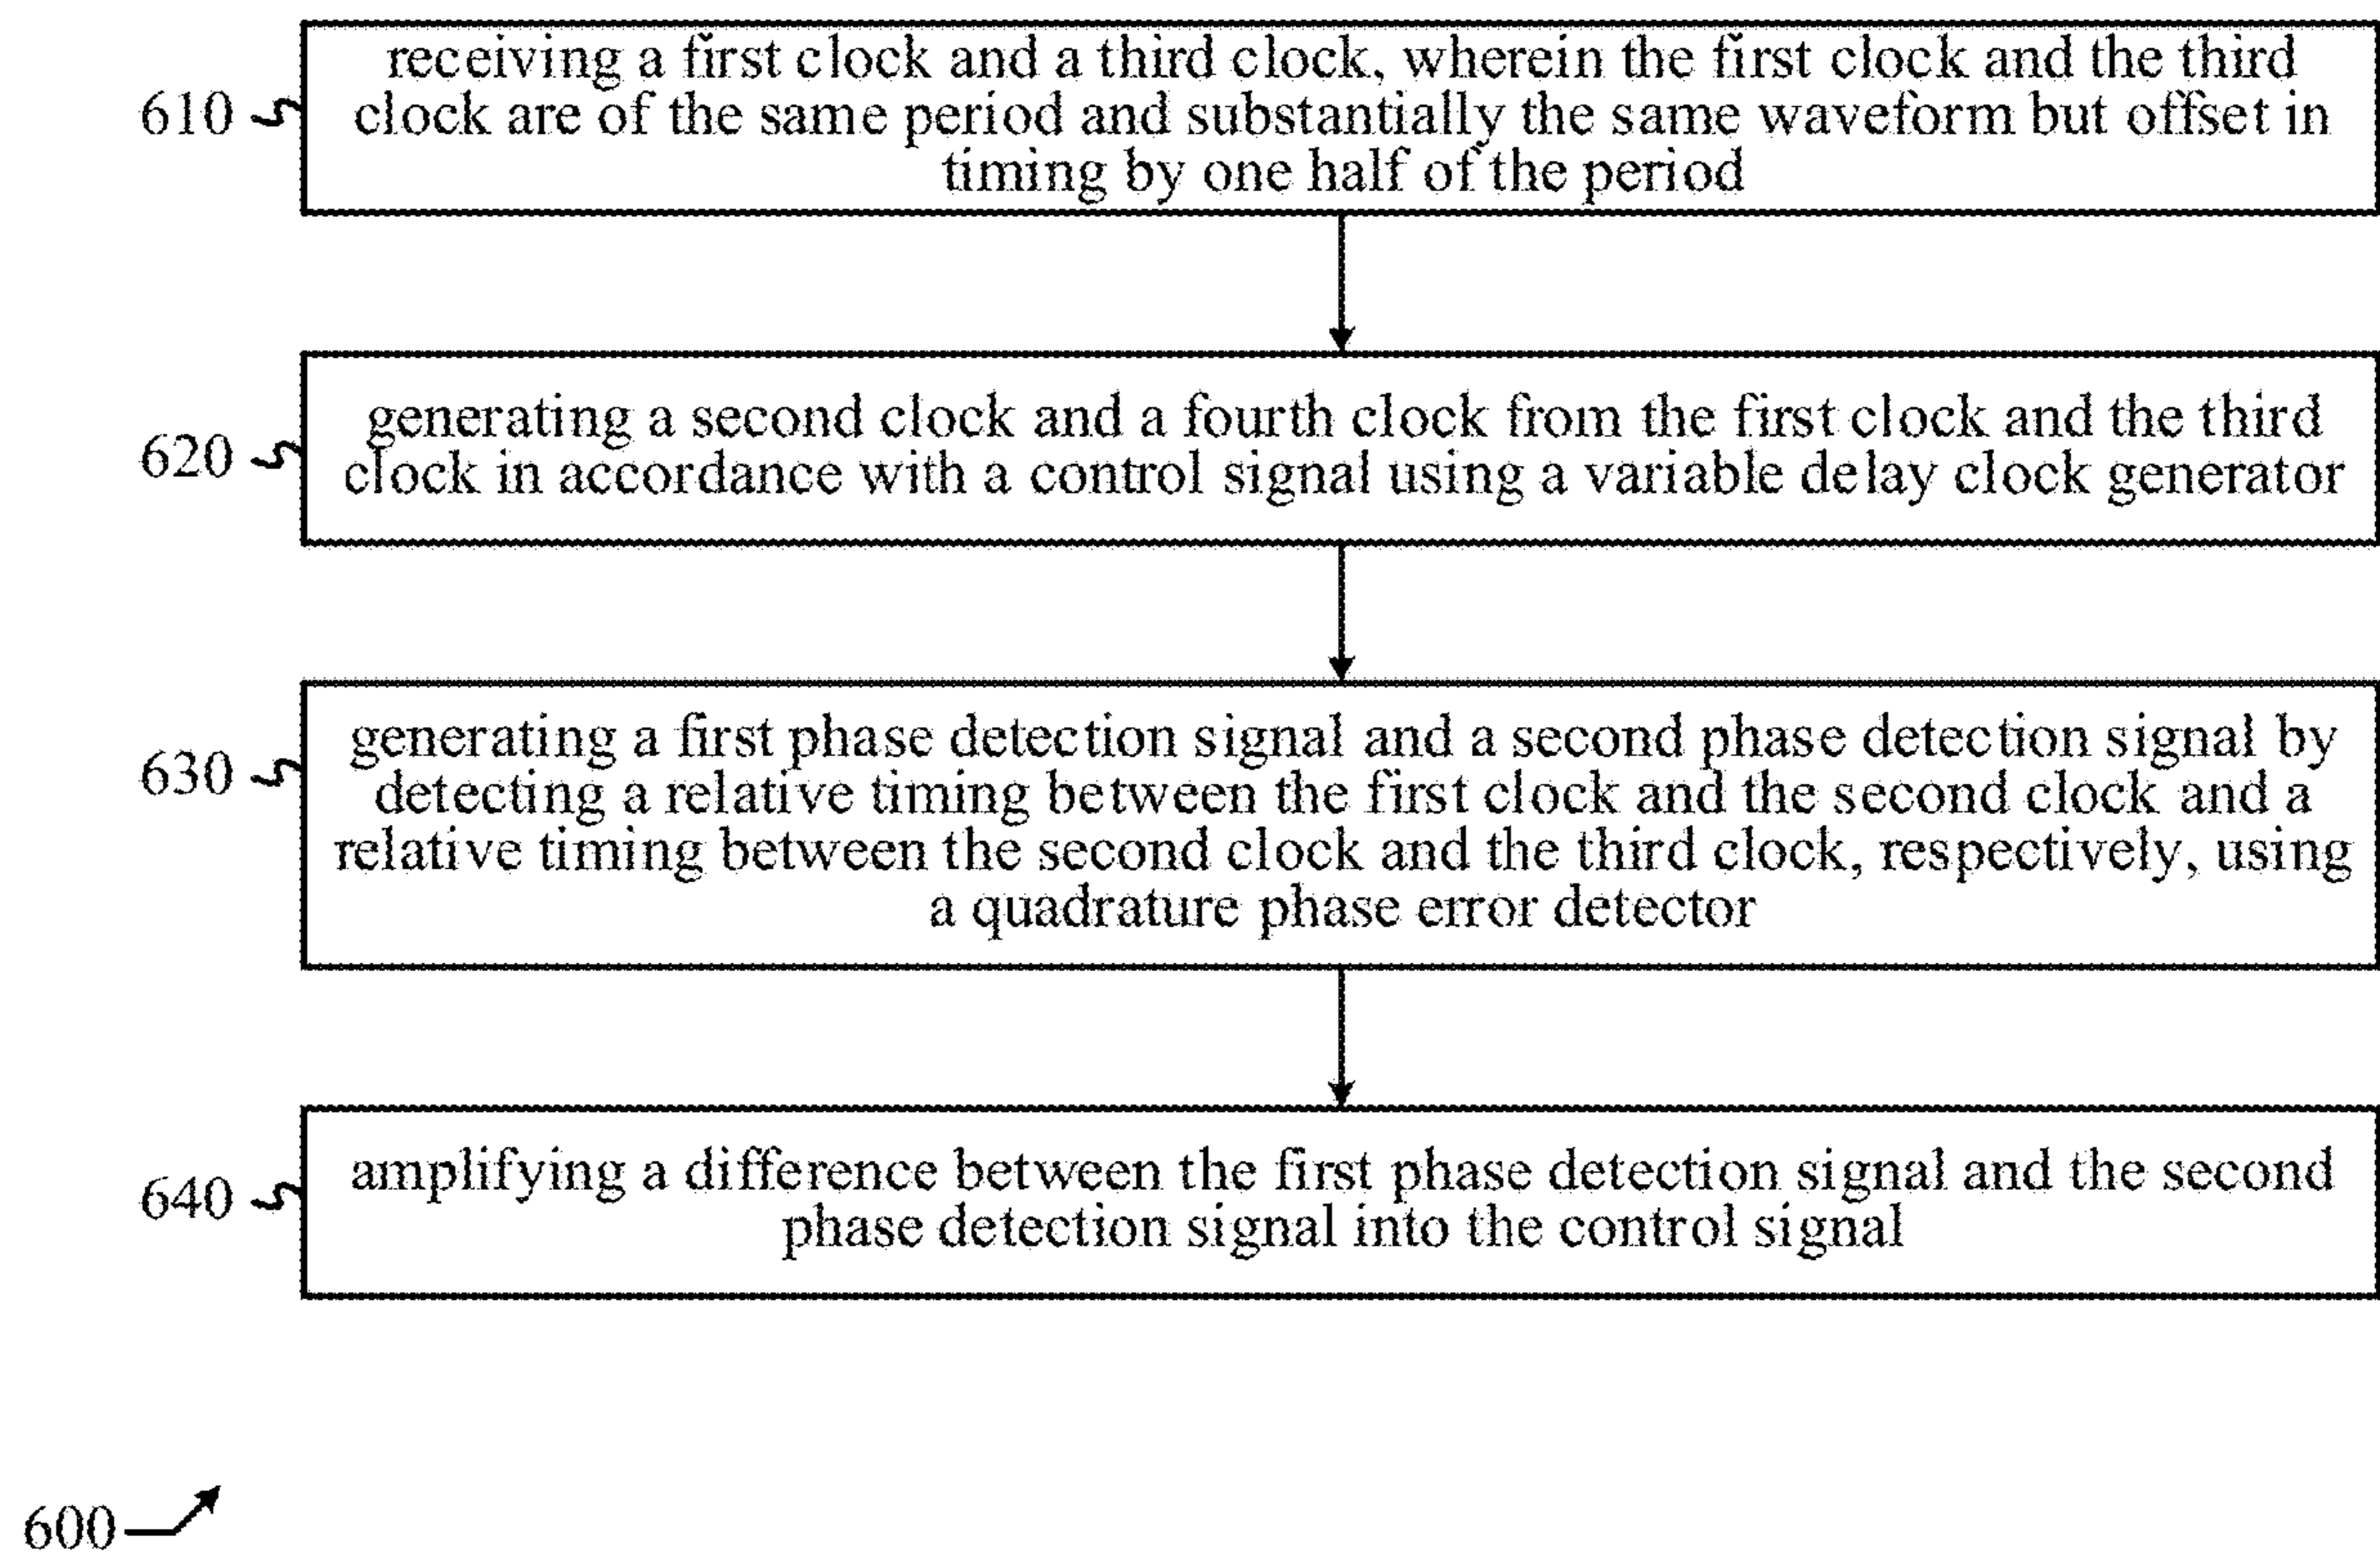 receiving a first clock and a third clock, wherein the first clock and the third
610
clock are of the same period and substantially the same waveform but offset in
timing by one half of the period
generating a second clock and a fourth clock from the first clock and the third
620
clock in accordance with a control signal using a variable delay clock generator
generating a first phase detection signal and a second phase detection signal by
630
detecting a relative timing between the first clock and the second clock and a
relative timing between the second clock and the third clock, respectively, using
a quadrature phase error detector
amplifying a difference between the first phase detection signal and the second
640
phase detection signal into the control signal
600